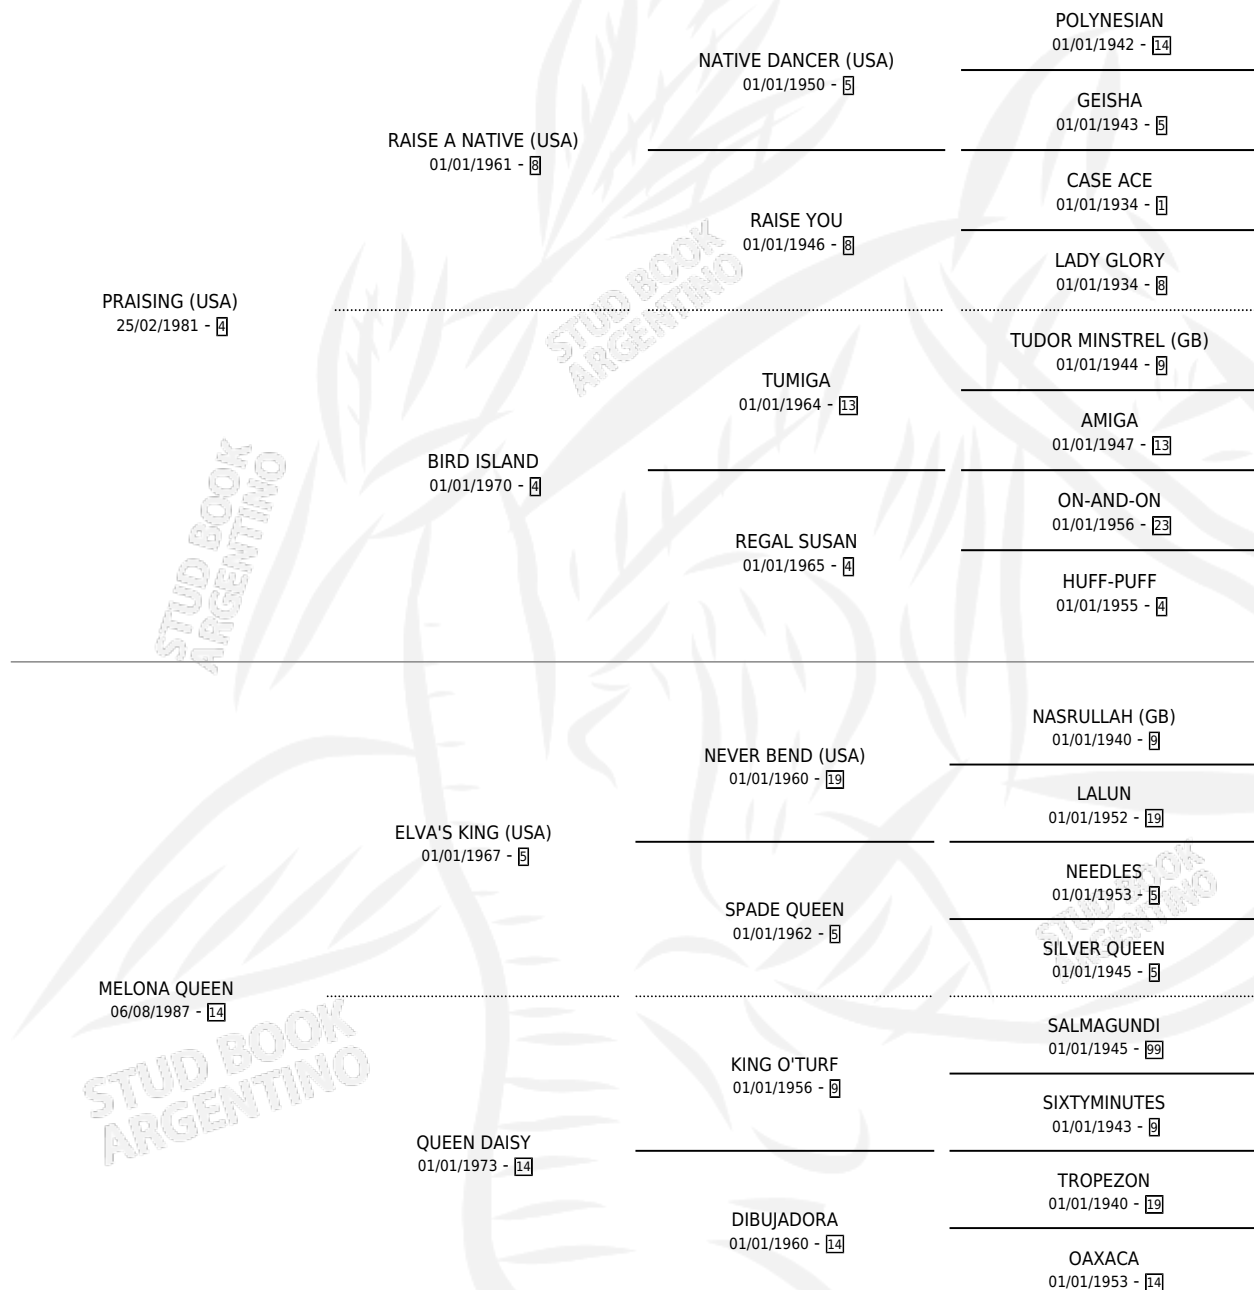 POLYNESIAN
01/01/1942 - 14
NATIVE DANCER (USA)
01/01/1950 - 5
GEISHA
01/01/1943 - 5
RAISE A NATIVE (USA)
01/01/1961 - 8
CASE ACE
01/01/1934 - 1
RAISE YOU
01/01/1946 - 8
LADY GLORY
01/01/1934 - 8
PRAISING (USA)
25/02/1981 - 4
TUDOR MINSTREL (GB)
01/01/1944 - 9
TUMIGA
01/01/1964 - 13
AMIGA
01/01/1947 - 13
BIRD ISLAND
01/01/1970 - 4
ON-AND-ON
01/01/1956 - 23
REGAL SUSAN
01/01/1965 - 4
HUFF-PUFF
01/01/1955 - 4
STUD BOOK
ARGENTINO
STUD BOOK
ARGENTINO
NASRULLAH (GB)
01/01/1940 - 9
NEVER BEND (USA)
01/01/1960 - 19
LALUN
01/01/1952 - 19
ELVA'S KING (USA)
01/01/1967 - 5
NEEDLES
01/01/1953 - 5
SPADE QUEEN
01/01/1962 - 5
SILVER QUEEN
01/01/1945 - 5
STUD BOOK
ARGENTINO
MELONA QUEEN
06/08/1987 - 14
SALMAGUNDI
01/01/1945 - 99
KING O'TURF
01/01/1956 - 9
SIXTYMINUTES
01/01/1943 - 9
QUEEN DAISY
01/01/1973 - 14
TROPEZON
01/01/1940 - 19
DIBUJADORA
01/01/1960 - 14
OAXACA
01/01/1953 - 14
STUD BOOK
ARGENTINO